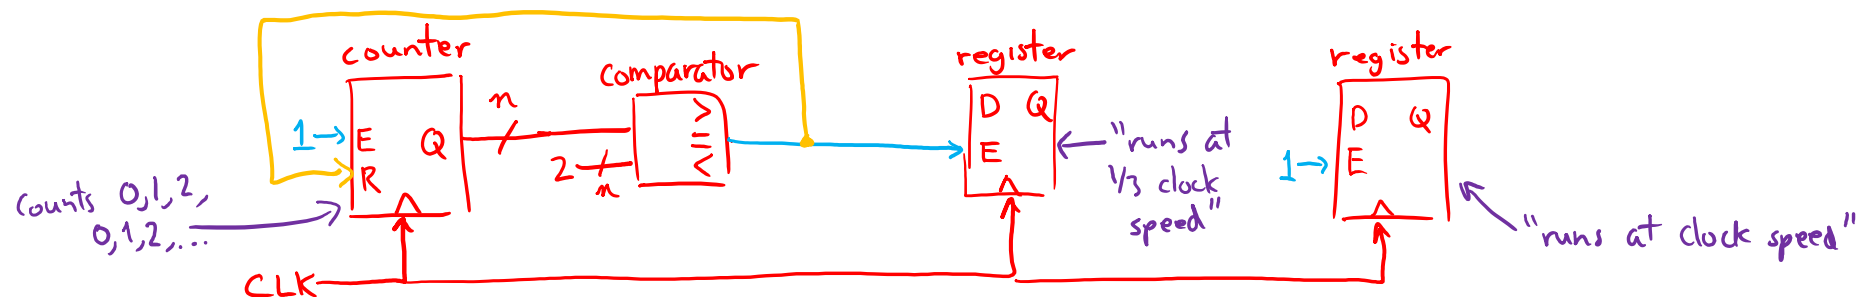 counter
1 E Q
R
n
comparator
>
=
<
2
n
register
D Q
E
"runs at
1/3 clock
speed"
register
D Q
1 E
"runs at clock speed"
Counts 0,1,2,
0,1,2,...
CLK